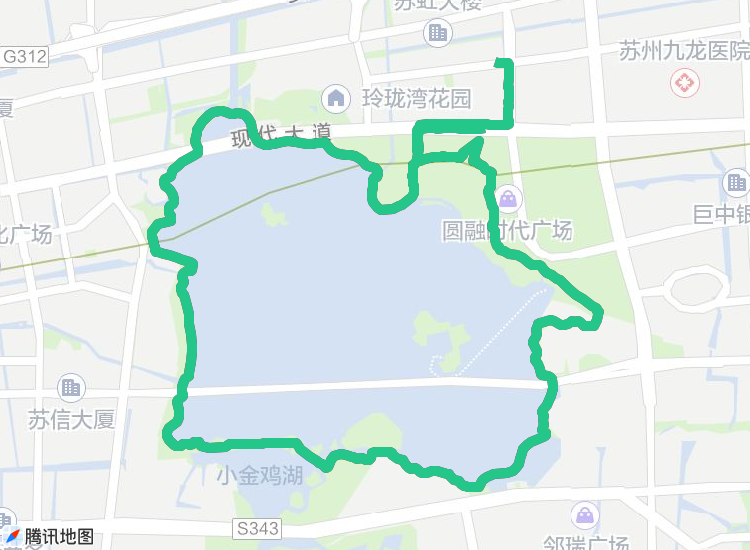 苏虹大楼
G312
苏州九龙医院
玲珑湾花园
厦
现代大道
巨中银
圆融时代广场
北广场
苏信大厦
小金鸡湖
S343
腾讯地图
邻瑞广场